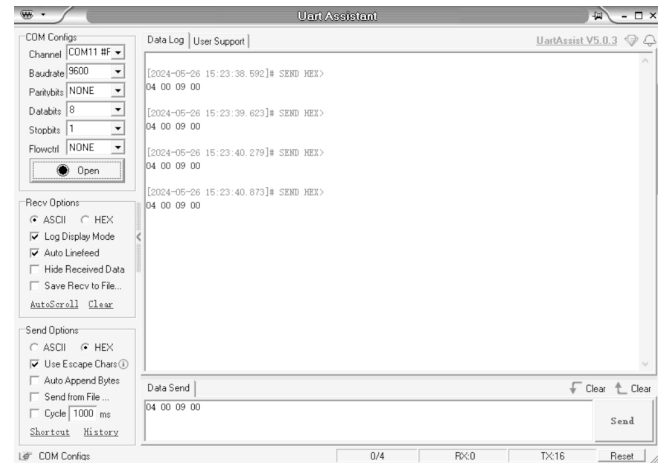 Uart Assistant
COM Configs
Channel COM11 #F
Baudrate 9600
Paritybits NONE
Databits 8
Stopbits 1
Flowctrl NONE
Open
Recv Options
ASCII HEX
Log Display Mode
Auto Linefeed
Hide Received Data
Save Recv to File...
AutoScroll Clear
Send Options
ASCII HEX
Use Escape Chars
Auto Append Bytes
Send from File ...
Cycle 1000 ms
Shortcut History
Data Log User Support UartAssist V5.0.3
[2024-05-26 15:23:38.592]# SEND HEX>
04 00 09 00
[2024-05-26 15:23:39.623]# SEND HEX>
04 00 09 00
[2024-05-26 15:23:40.279]# SEND HEX>
04 00 09 00
[2024-05-26 15:23:40.873]# SEND HEX>
04 00 09 00
Data Send Clear Clear
04 00 09 00
Send
COM Configs 0/4 RX:0 TX:16 Reset